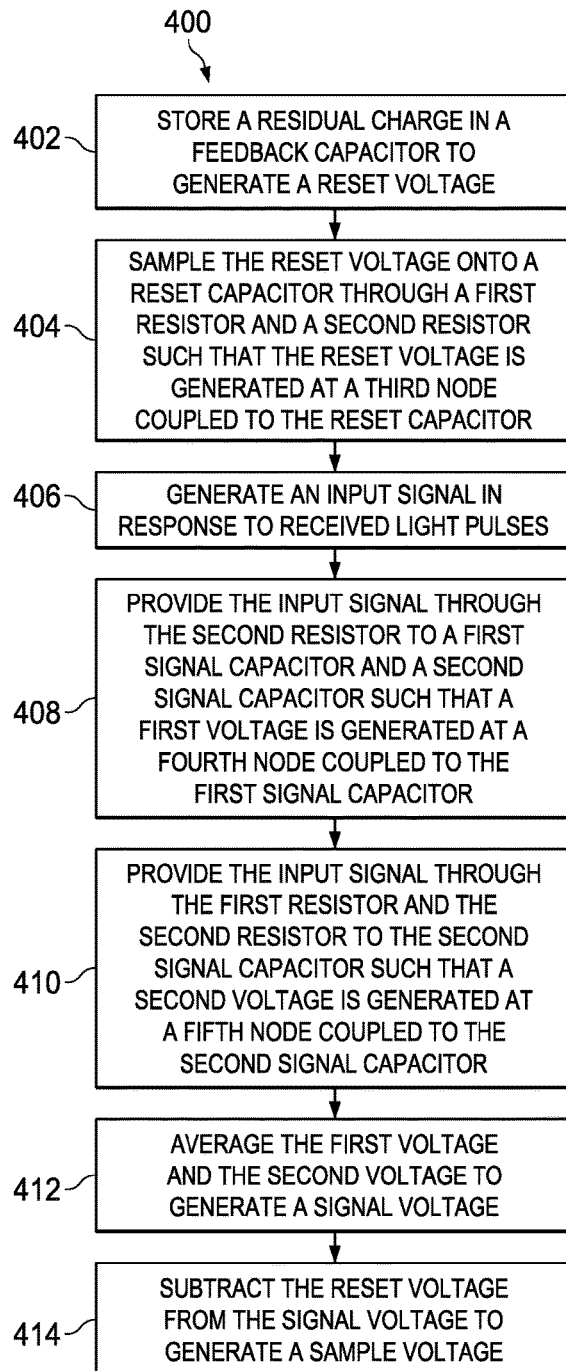 400
402
STORE A RESIDUAL CHARGE IN A
FEEDBACK CAPACITOR TO
GENERATE A RESET VOLTAGE
404
SAMPLE THE RESET VOLTAGE ONTO A
RESET CAPACITOR THROUGH A FIRST
RESISTOR AND A SECOND RESISTOR
SUCH THAT THE RESET VOLTAGE IS
GENERATED AT A THIRD NODE
COUPLED TO THE RESET CAPACITOR
406
GENERATE AN INPUT SIGNAL IN
RESPONSE TO RECEIVED LIGHT PULSES
408
PROVIDE THE INPUT SIGNAL THROUGH
THE SECOND RESISTOR TO A FIRST
SIGNAL CAPACITOR AND A SECOND
SIGNAL CAPACITOR SUCH THAT A
FIRST VOLTAGE IS GENERATED AT A
FOURTH NODE COUPLED TO THE
FIRST SIGNAL CAPACITOR
410
PROVIDE THE INPUT SIGNAL THROUGH
THE FIRST RESISTOR AND THE
SECOND RESISTOR TO THE SECOND
SIGNAL CAPACITOR SUCH THAT A
SECOND VOLTAGE IS GENERATED AT
A FIFTH NODE COUPLED TO THE
SECOND SIGNAL CAPACITOR
412
AVERAGE THE FIRST VOLTAGE
AND THE SECOND VOLTAGE TO
GENERATE A SIGNAL VOLTAGE
414
SUBTRACT THE RESET VOLTAGE
FROM THE SIGNAL VOLTAGE TO
GENERATE A SAMPLE VOLTAGE